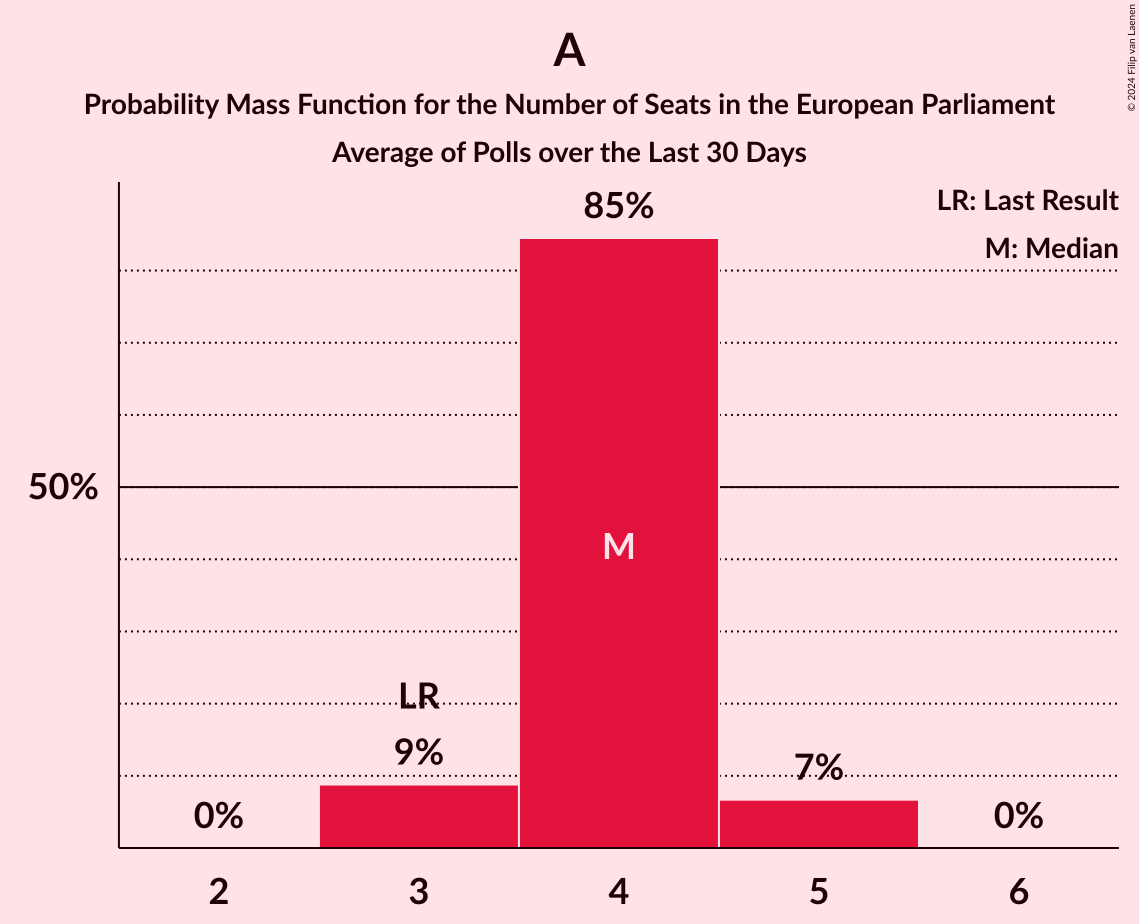 A
Probability Mass Function for the Number of Seats in the European Parliament
Average of Polls over the Last 30 Days
© 2024 Filip van Laenen
LR: Last Result
M: Median
85%
50%
M
LR
9%
7%
0%
0%
2
3
4
5
6